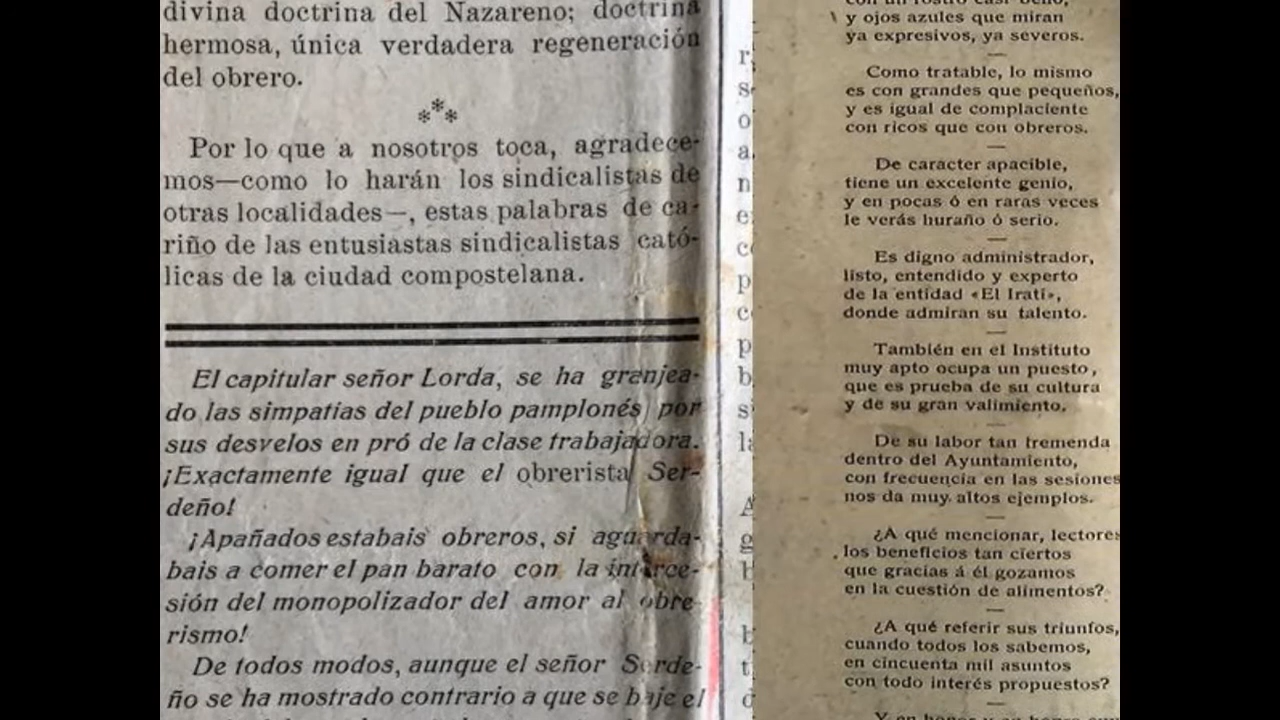 divina doctrina del Nazareno; doctrina
hermosa, única verdadera regeneración
del obrero.
***
Por lo que a nosotros toca, agradece-
mos—como lo harán los sindicalistas de
otras localidades—, estas palabras de ca-
riño de las entusiastas sindicalistas cató-
licas de la ciudad compostelana.
El capitular señor Lorda, se ha granjea-
do las simpatías del pueblo pamplonés por
sus desvelos en pró de la clase trabajadora.
¡Exactamente igual que el obrerista Ser-
deño!
¡Apañados estabais obreros, si aguarda-
bais a comer el pan barato con la interce-
sión del monopolizador del amor al obre-
rismo!
De todos modos, aunque el señor Serde-
ño se ha mostrado contrario a que se baje el
y ojos azules que miran
ya expresivos, ya severos.
Como tratable, lo mismo
es con grandes que pequeños,
y es igual de complaciente
con ricos que con obreros.
De caracter apacible,
tiene un excelente genio,
y en pocas ó en raras veces
le verás huraño ó serio.
Es digno administrador,
listo, entendido y experto
de la entidad «El Irati»,
donde admiran su talento.
También en el Instituto
muy apto ocupa un puesto,
que es prueba de su cultura
y de su gran valimiento.
De su labor tan tremenda
dentro del Ayuntamiento,
con frecuencia en las sesiones
nos da muy altos ejemplos.
¿A qué mencionar, lectores
los beneficios tan ciertos
que gracias á él gozamos
en la cuestión de alimentos?
¿A qué referir sus triunfos,
cuando todos los sabemos,
en cincuenta mil asuntos
con todo interés propuestos?